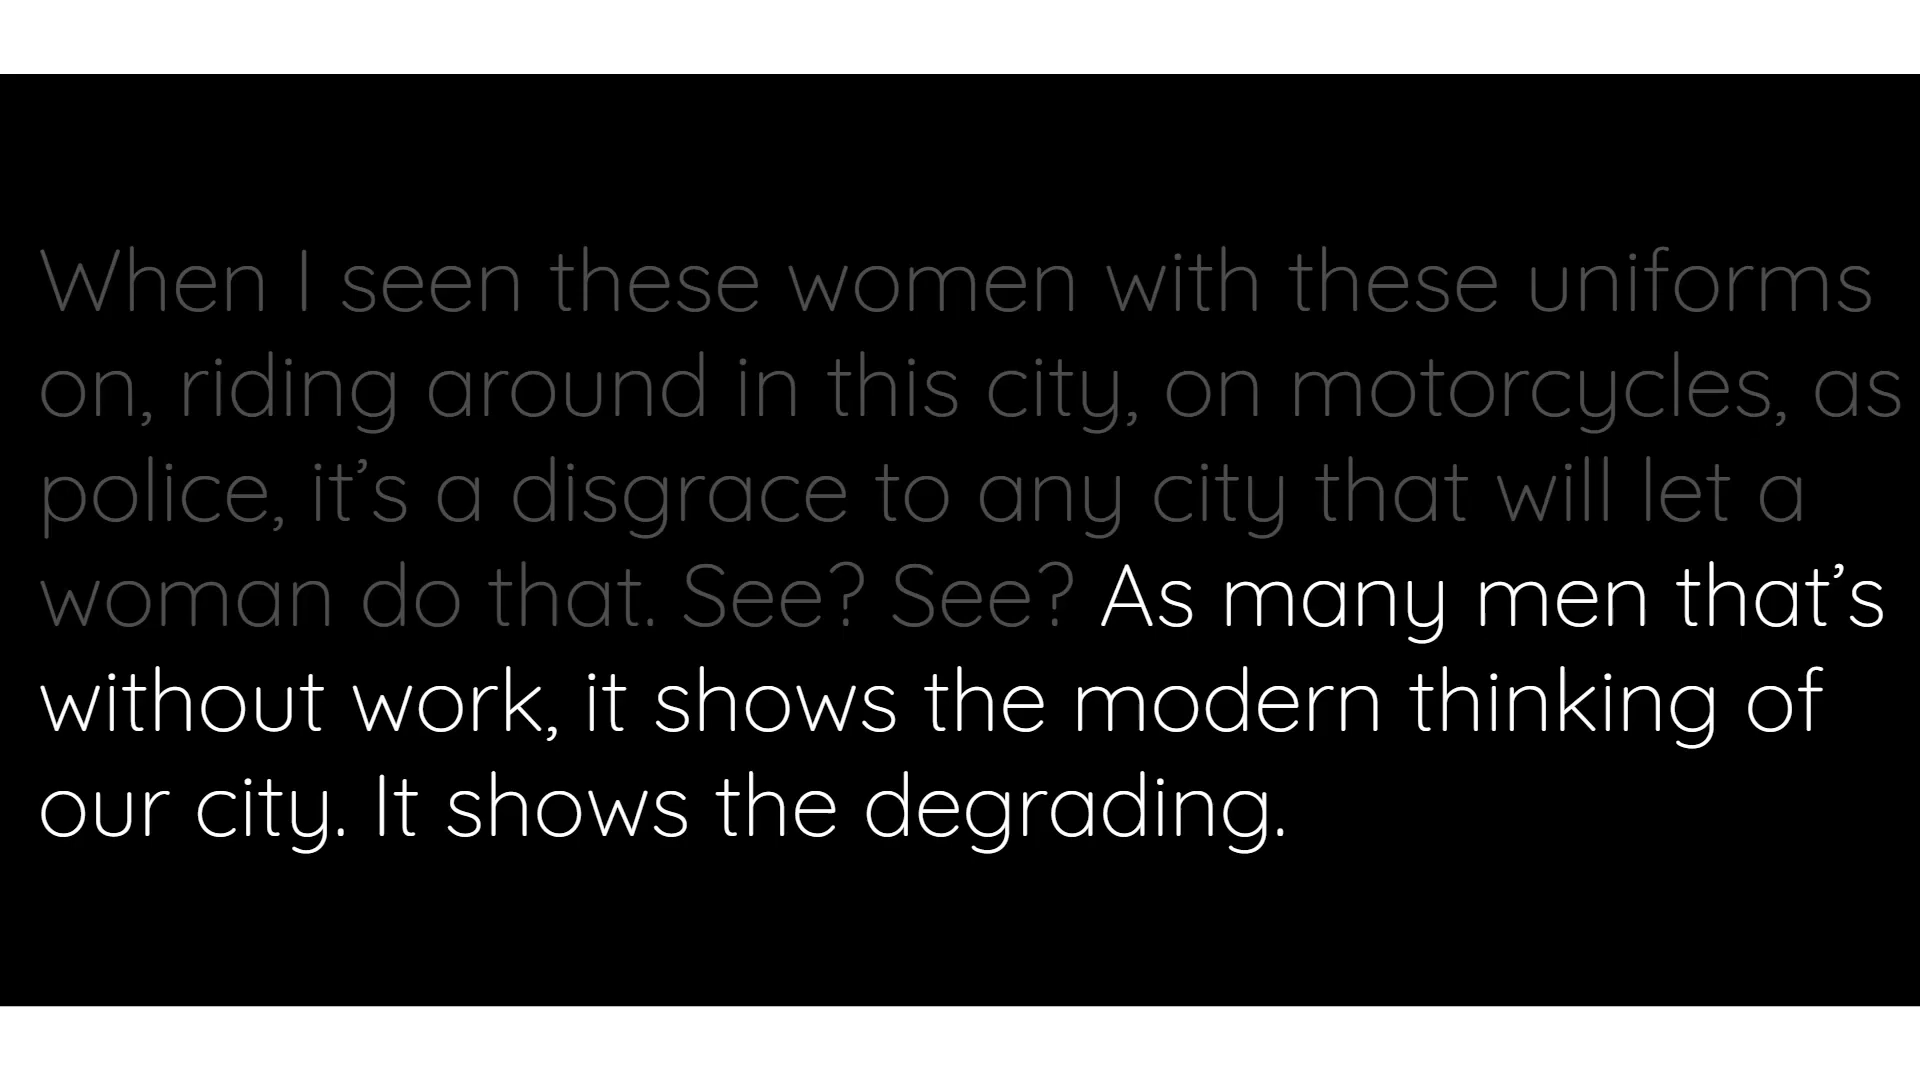 When I seen these women with these uniforms
on, riding around in this city, on motorcycles, as
police, it’s a disgrace to any city that will let a
woman do that. See? See? As many men that’s
without work, it shows the modern thinking of
our city. It shows the degrading.